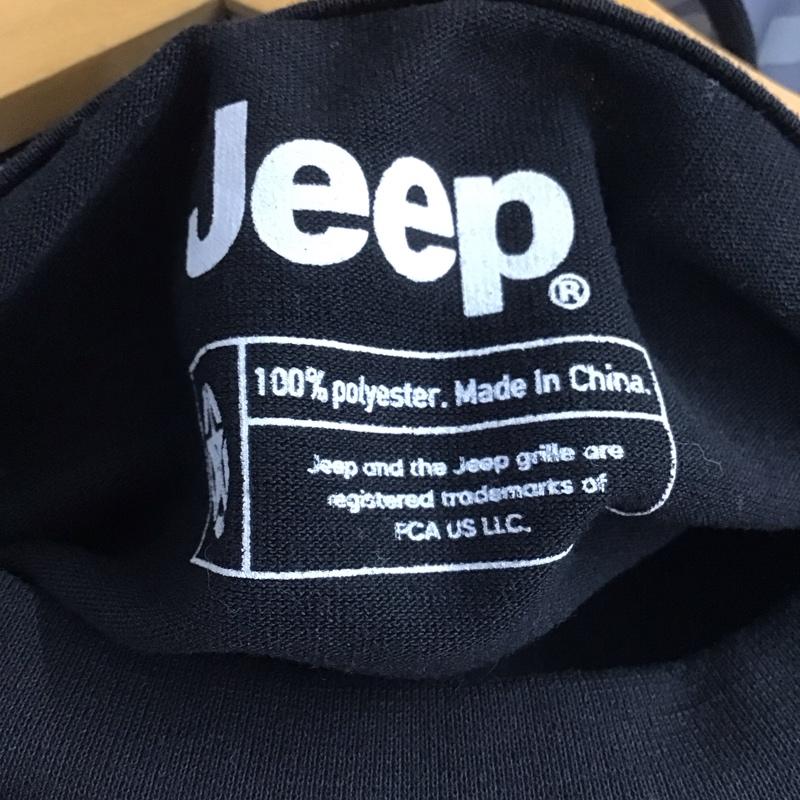 Jeep®
100% polyester. Made In China.
Jeep and the Jeep grille are
registered trademarks of
FCA US LLC.